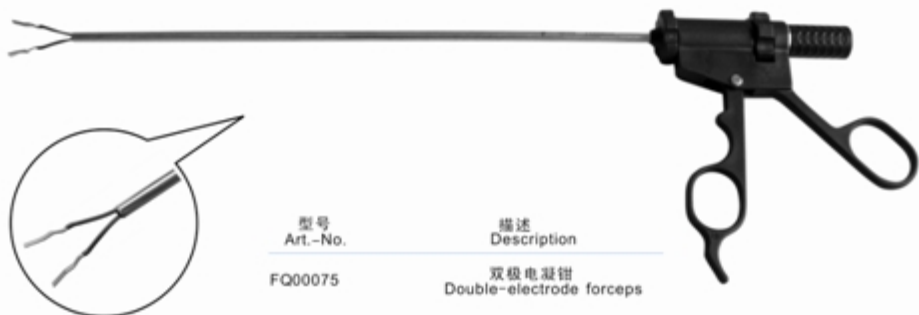 型号 描述
Art.-No. Description
FQ00075 双极电凝钳
Double-electrode forceps